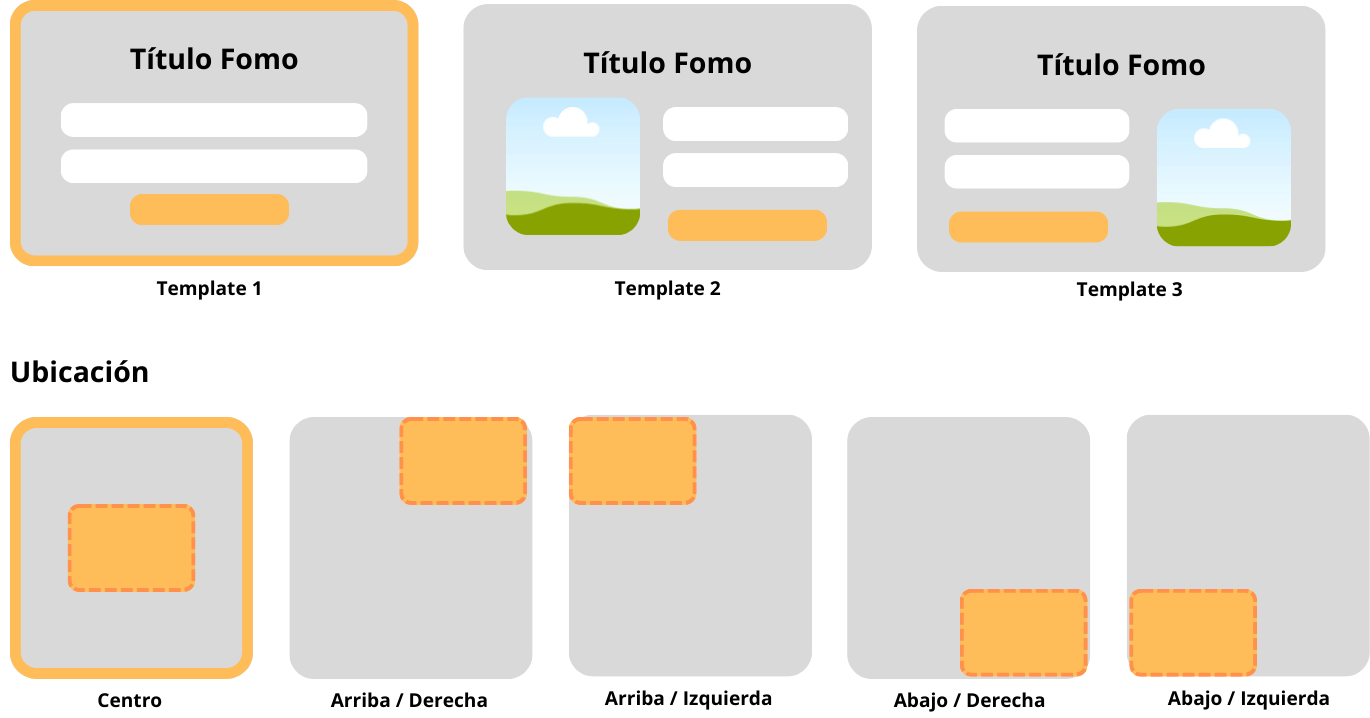 Título Fomo
Título Fomo
Título Fomo
Template 1
Template 2
Template 3
Ubicación
Centro
Arriba / Derecha
Arriba / Izquierda
Abajo / Derecha
Abajo / Izquierda